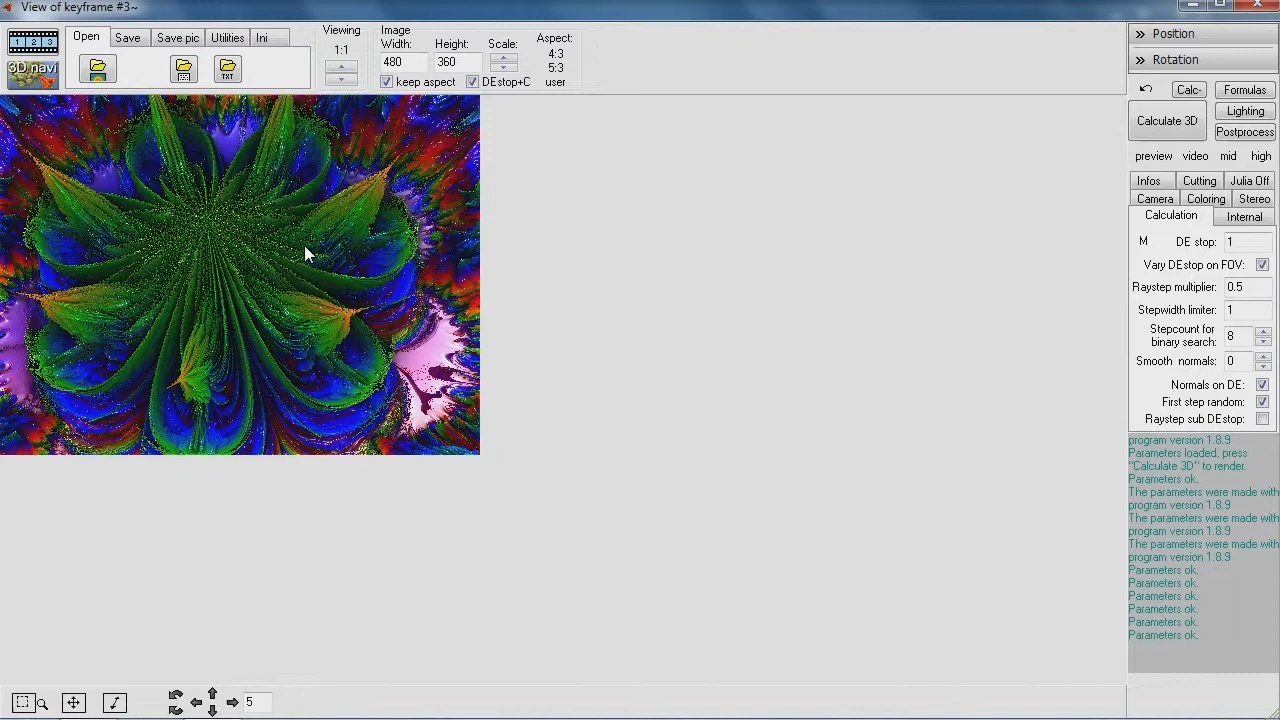 View of keyframe #3~
1 2 3
3D navi
Open
Save
Save pic
Utilities
Ini
TXT
Viewing
1:1
Image
Width:
Height:
Scale:
480
360
keep aspect
DEstop+C
Aspect:
4:3
5:3
user
Position
Rotation
Calc
Formulas
Calculate 3D
Lighting
Postprocess
preview video mid high
Infos
Cutting
Julia Off
Camera
Coloring
Stereo
Calculation
Internal
M DE stop: 1
Vary DEstop on FOV:
Raystep multiplier: 0.5
Stepwidth limiter: 1
Stepcount for
binary search: 8
Smooth normals: 0
Normals on DE:
First step random:
Raystep sub DEstop:
program version 1.8.9
Parameters loaded, press
"Calculate 3D" to render.
Parameters ok.
The parameters were made with
program version 1.8.9
The parameters were made with
program version 1.8.9
The parameters were made with
program version 1.8.9
Parameters ok.
Parameters ok.
Parameters ok.
Parameters ok.
Parameters ok.
Parameters ok.
5